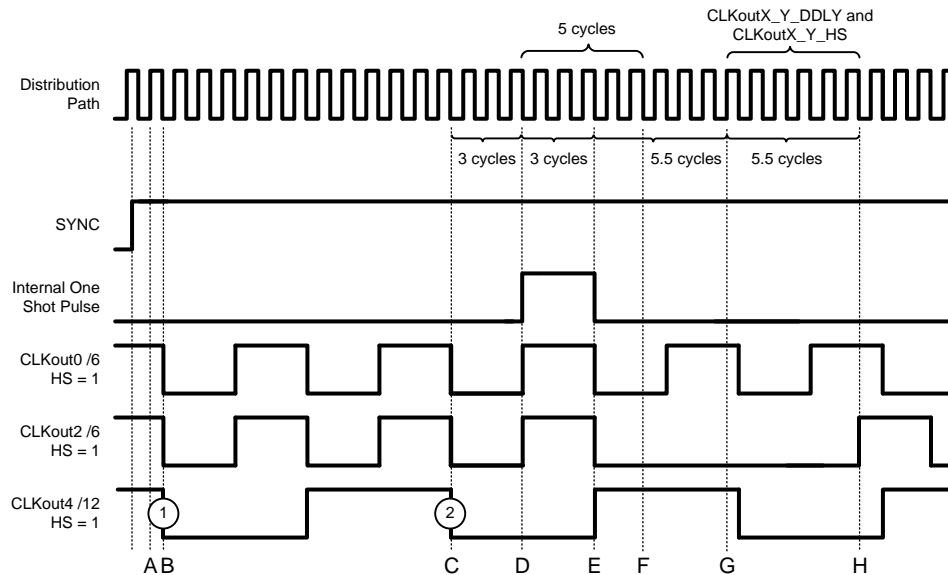 CLKoutX_Y_DDLY and
CLKoutX_Y_HS
5 cycles
Distribution
Path
3 cycles
3 cycles
5.5 cycles
5.5 cycles
SYNC
Internal One
Shot Pulse
CLKout0 /6
HS = 1
CLKout2 /6
HS = 1
CLKout4 /12
HS = 1
1
2
A
B
C
D
E
F
G
H